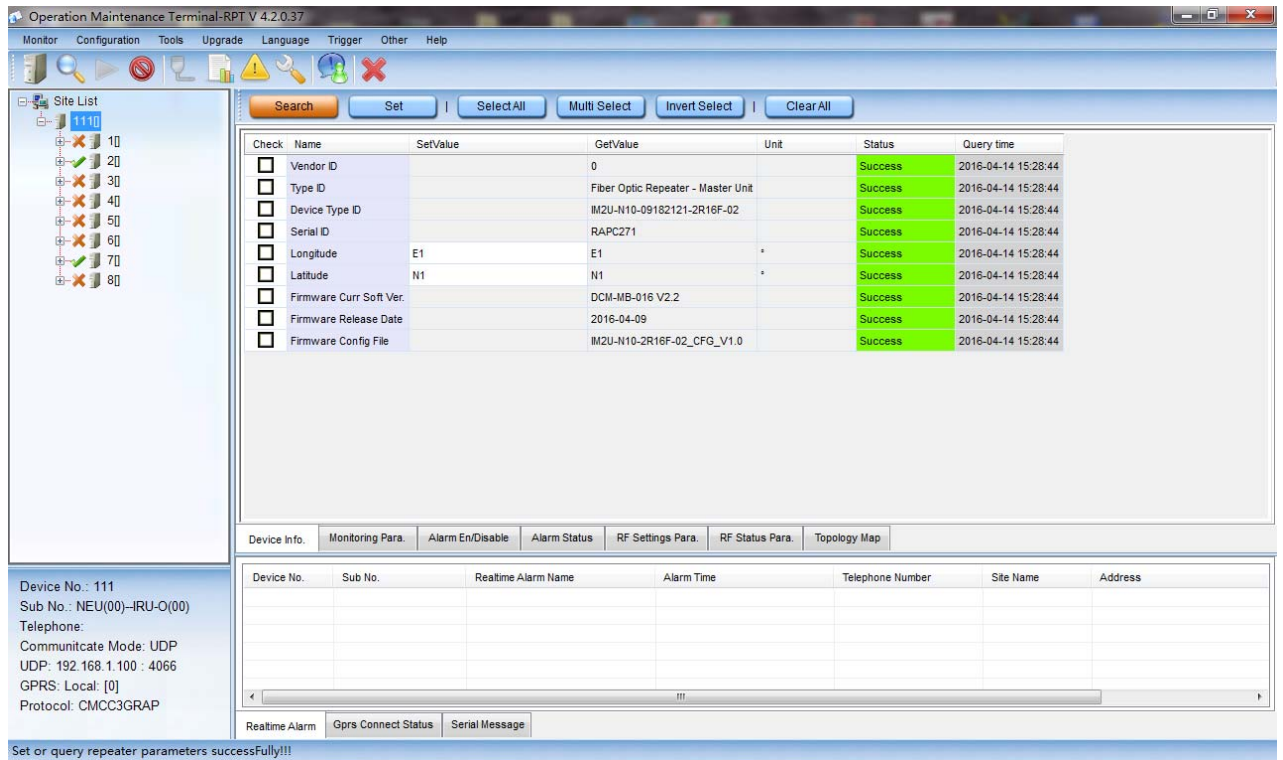 Operation Maintenance Terminal-RPT V 4.2.0.37
Monitor Configuration Tools Upgrade Language Trigger Other Help
Site List
111[]
1[]
2[]
3[]
4[]
5[]
6[]
7[]
8[]
Search Set | Select All Multi Select Invert Select | Clear All
Check Name SetValue GetValue Unit Status Query time
Vendor ID 0 Success 2016-04-14 15:28:44
Type ID Fiber Optic Repeater - Master Unit Success 2016-04-14 15:28:44
Device Type ID IM2U-N10-09182121-2R16F-02 Success 2016-04-14 15:28:44
Serial ID RAPC271 Success 2016-04-14 15:28:44
Longitude E1 E1 ° Success 2016-04-14 15:28:44
Latitude N1 N1 ° Success 2016-04-14 15:28:44
Firmware Curr Soft Ver. DCM-MB-016 V2.2 Success 2016-04-14 15:28:44
Firmware Release Date 2016-04-09 Success 2016-04-14 15:28:44
Firmware Config File IM2U-N10-2R16F-02_CFG_V1.0 Success 2016-04-14 15:28:44
Device Info. Monitoring Para. Alarm En/Disable Alarm Status RF Settings Para. RF Status Para. Topology Map
Device No. Sub No. Realtime Alarm Name Alarm Time Telephone Number Site Name Address
Realtime Alarm Gprs Connect Status Serial Message
Device No.: 111
Sub No.: NEU(00)--IRU-O(00)
Telephone:
Communitcate Mode: UDP
UDP: 192.168.1.100 : 4066
GPRS: Local: [0]
Protocol: CMCC3GRAP
Set or query repeater parameters succesFully!!!